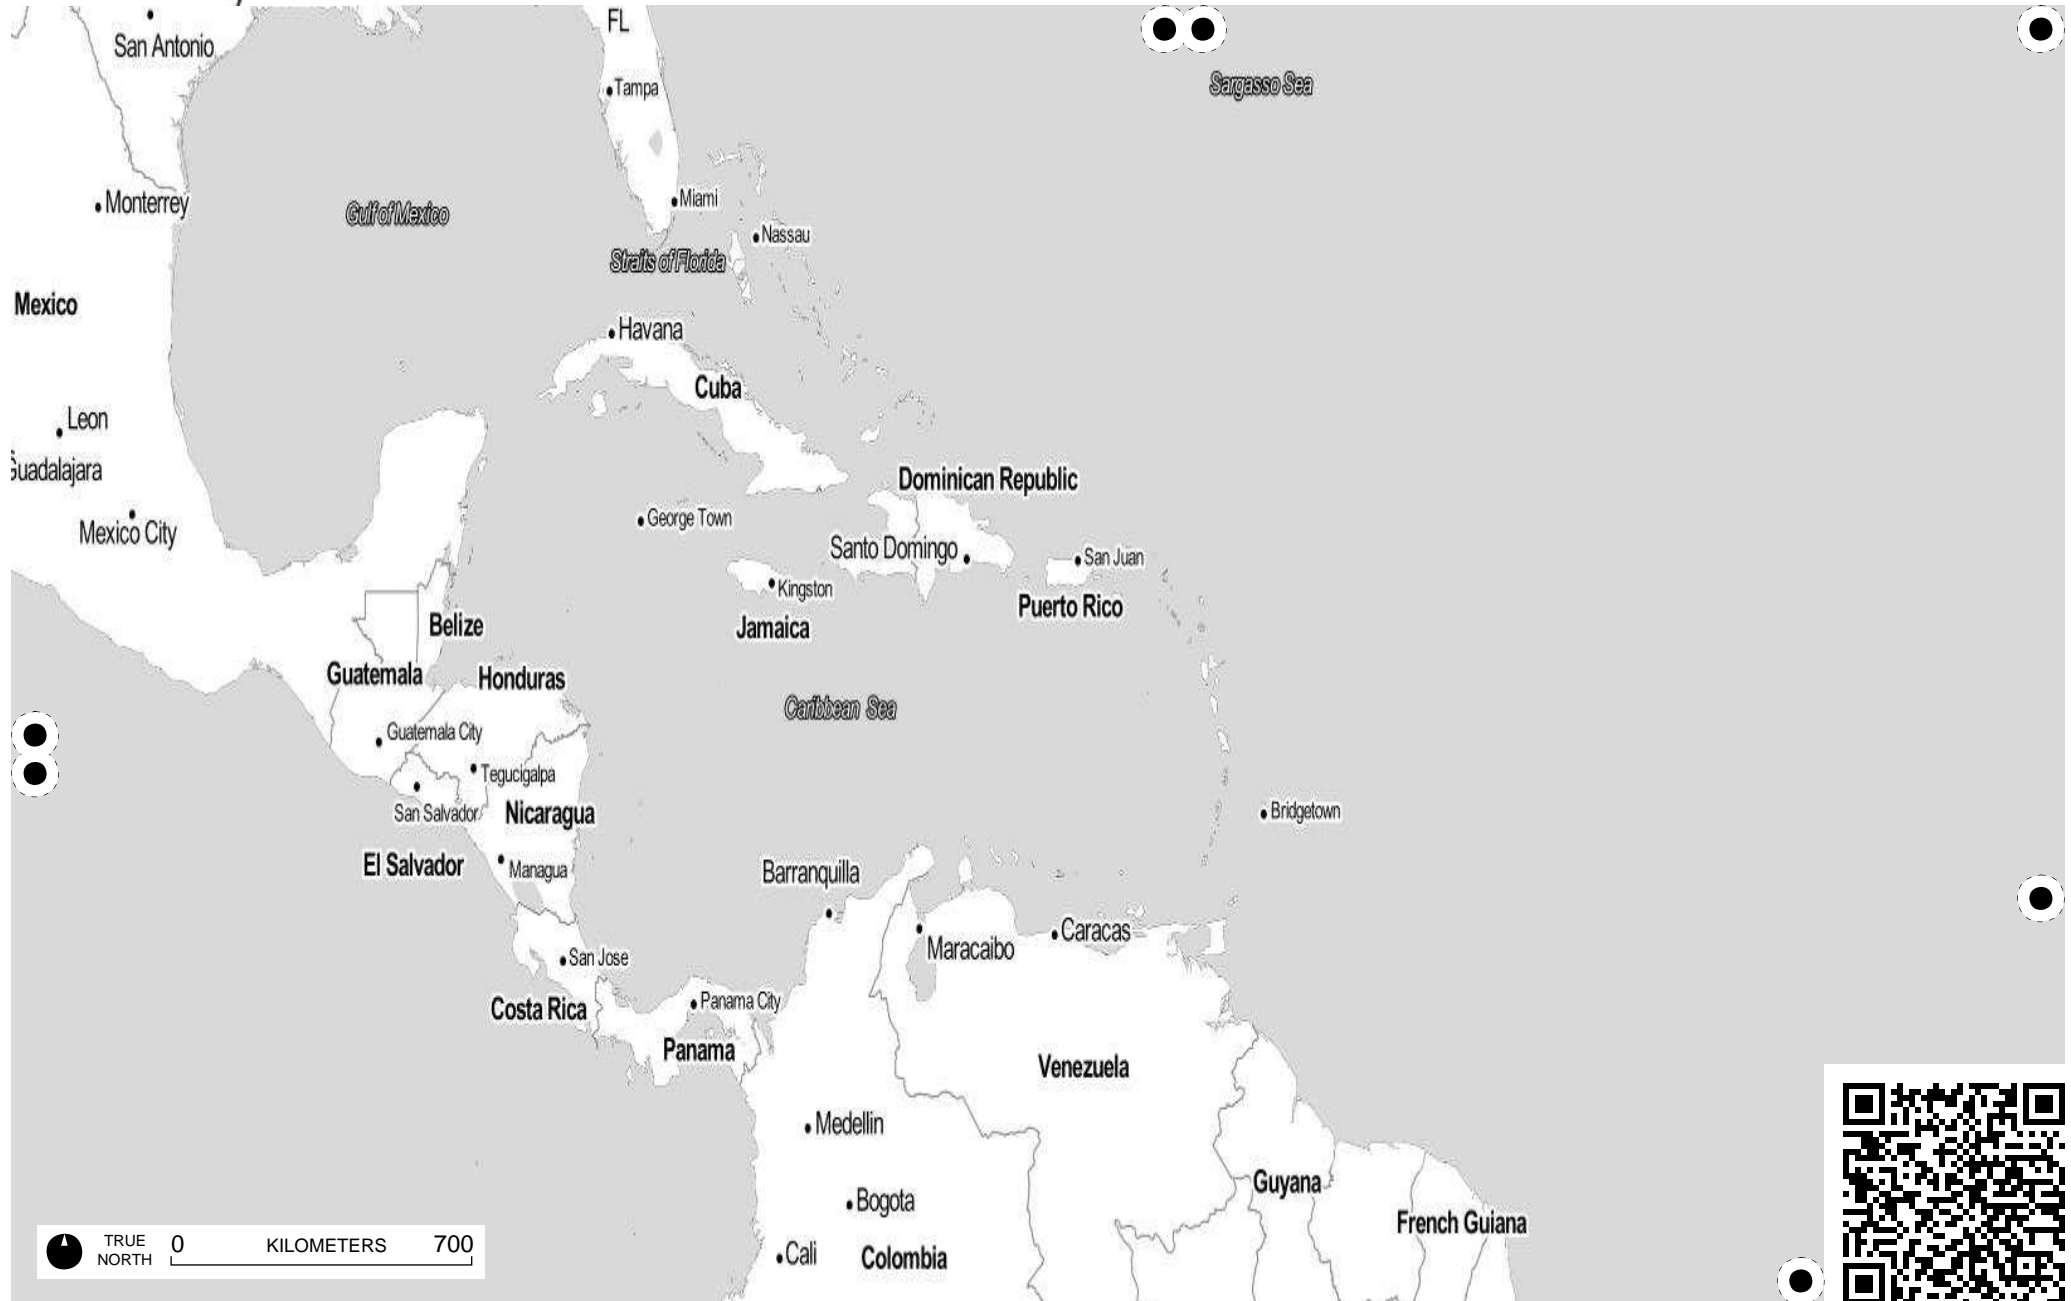 FL
San Antonio
Sargasso Sea
Tampa
Miami
Monterrey
Gulf of Mexico
Nassau
Straits of Florida
Mexico
Havana
Cuba
Leon
Guadalajara
Dominican Republic
George Town
Mexico City
Santo Domingo
San Juan
Kingston
Puerto Rico
Belize
Jamaica
Guatemala
Honduras
Caribbean Sea
Guatemala City
Tegucigalpa
San Salvador
Nicaragua
Bridgetown
El Salvador
Managua
Barranquilla
Caracas
Maracaibo
San Jose
Panama City
Costa Rica
Panama
Venezuela
Medellin
Guyana
Bogota
French Guiana
TRUE
NORTH
0 KILOMETERS 700
Cali
Colombia